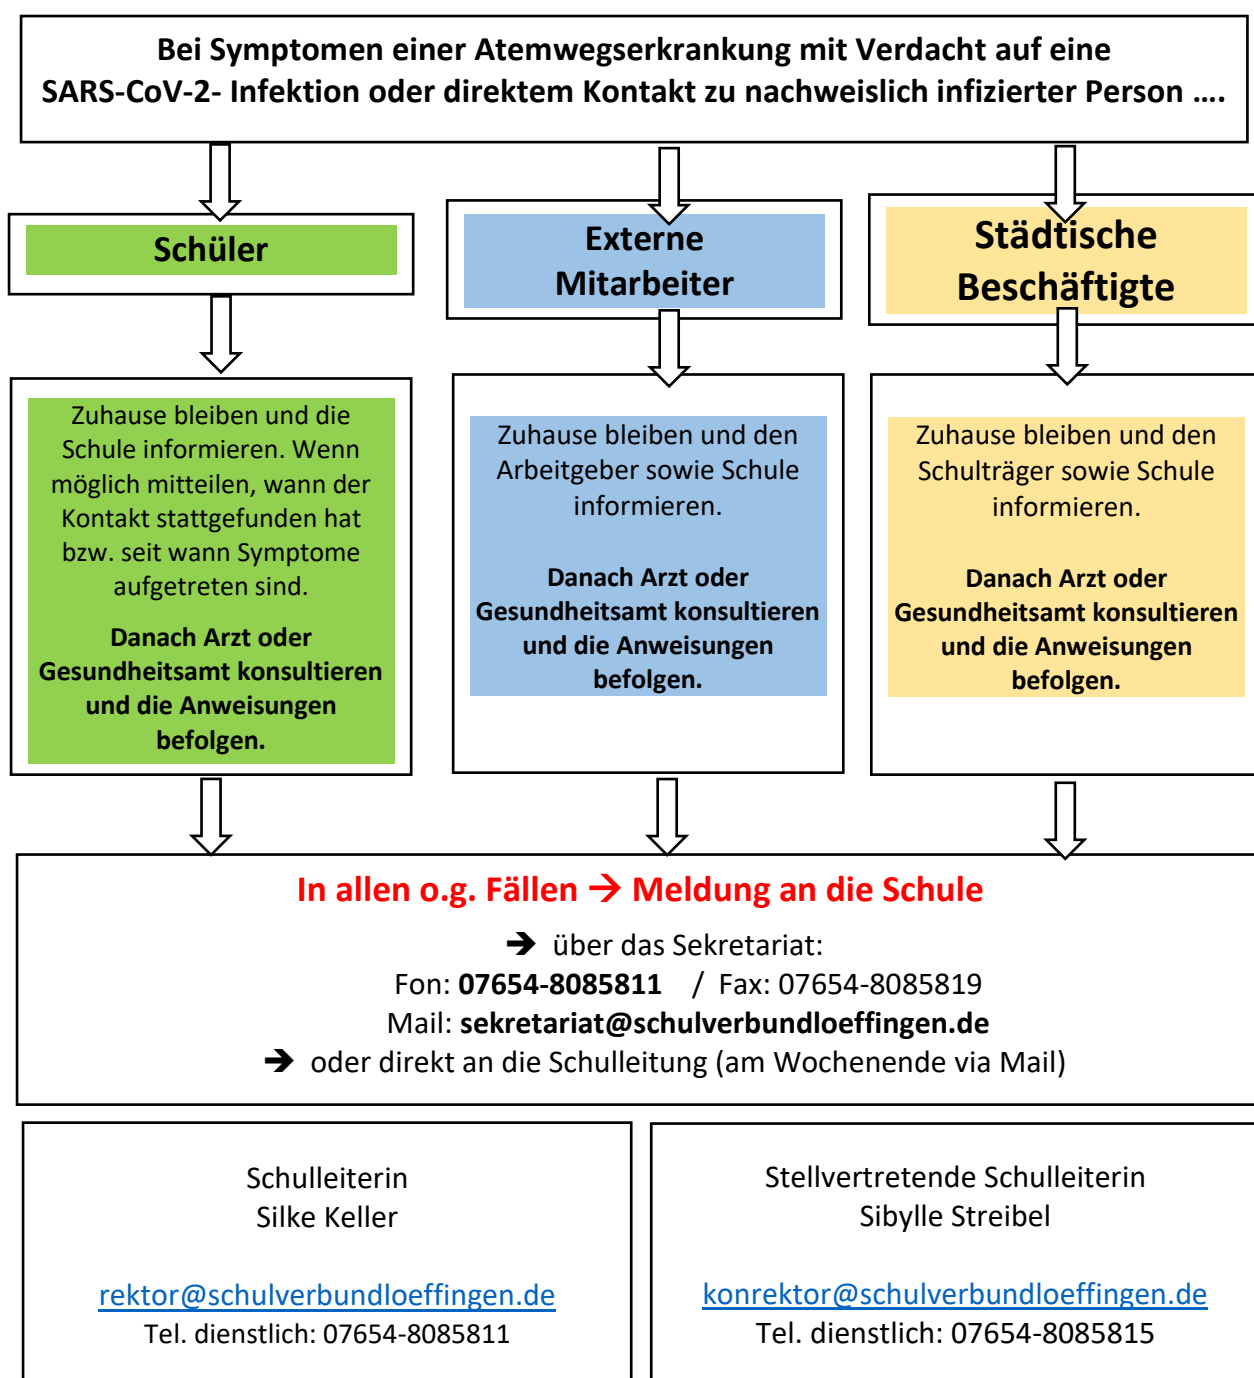 Bei Symptomen einer Atemwegserkrankung mit Verdacht auf eine
SARS-CoV-2- Infektion oder direktem Kontakt zu nachweislich infizierter Person ....
Schüler
Externe
Mitarbeiter
Städtische
Beschäftigte
Zuhause bleiben und die
Schule informieren. Wenn
möglich mitteilen, wann der
Kontakt stattgefunden hat
bzw. seit wann Symptome
aufgetreten sind.
Danach Arzt oder
Gesundheitsamt konsultieren
und die Anweisungen
befolgen.
Zuhause bleiben und den
Arbeitgeber sowie Schule
informieren.
Danach Arzt oder
Gesundheitsamt konsultieren
und die Anweisungen
befolgen.
Zuhause bleiben und den
Schulträger sowie Schule
informieren.
Danach Arzt oder
Gesundheitsamt konsultieren
und die Anweisungen
befolgen.
In allen o.g. Fällen → Meldung an die Schule
➔ über das Sekretariat:
Fon: 07654-8085811 / Fax: 07654-8085819
Mail: sekretariat@schulverbundloeffingen.de
➔ oder direkt an die Schulleitung (am Wochenende via Mail)
Schulleiterin
Silke Keller
rektor@schulverbundloeffingen.de
Tel. dienstlich: 07654-8085811
Stellvertretende Schulleiterin
Sibylle Streibel
konrektor@schulverbundloeffingen.de
Tel. dienstlich: 07654-8085815